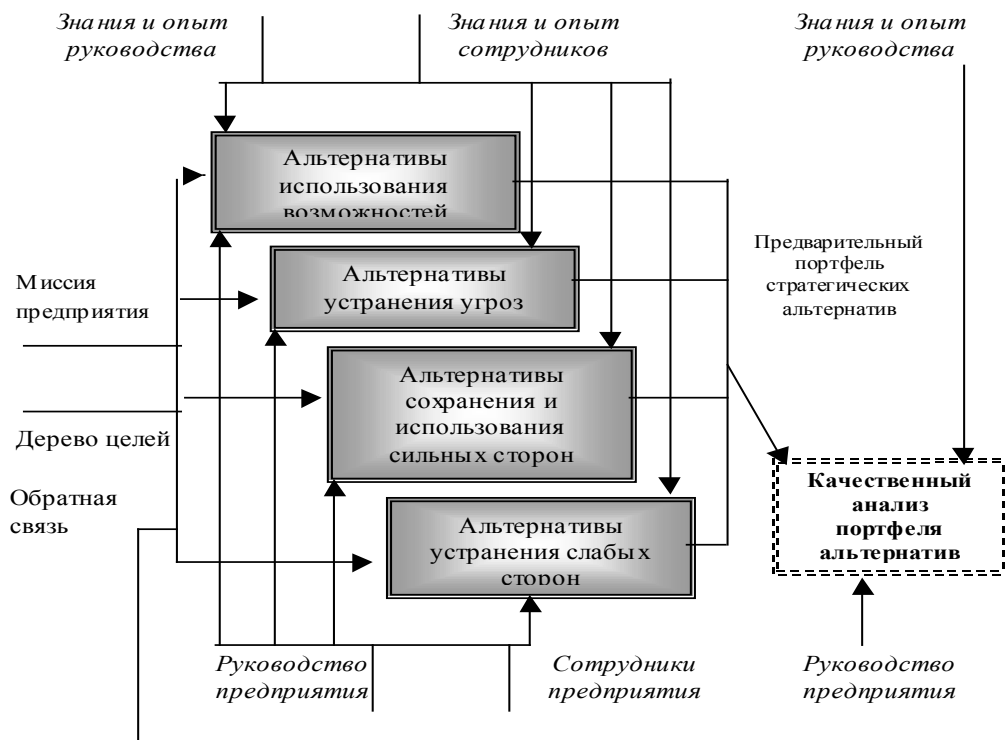 Знания и опыт
руководства
Знания и опыт
сотрудников
Знания и опыт
руководства
Альтернативы
использования
возможностей
Альтернативы
устранения угроз
Альтернативы
сохранения и
использования
сильных сторон
Альтернативы
устранения слабых
сторон
Миссия
предприятия
Дерево целей
Обратная
связь
Предварительный
портфель
стратегических
альтернатив
Качественный
анализ
портфеля
альтернатив
Руководство
предприятия
Сотрудники
предприятия
Руководство
предприятия